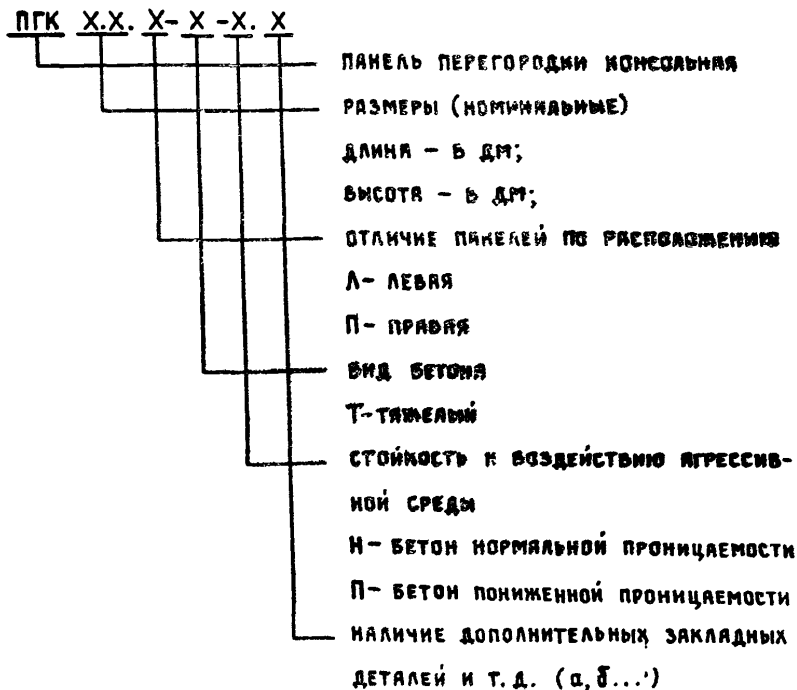 ПГК Х.Х. Х- Х -Х. Х
ПАНЕЛЬ ПЕРЕГОРОДКИ КОНСОЛЬНАЯ
РАЗМЕРЫ (НОМИНАЛЬНЫЕ)
ДЛИНА – В ДМ;
ВЫСОТА – В ДМ;
ОТЛИЧИЕ ПАНЕЛЕЙ ПО РАСПОЛОЖЕНИЮ
Л- ЛЕВАЯ
П- ПРАВАЯ
ВИД БЕТОНА
Т-ТЯЖЕЛЫЙ
СТОЙКОСТЬ К ВОЗДЕЙСТВИЮ АГРЕССИВ-
НОЙ СРЕДЫ
Н- БЕТОН НОРМАЛЬНОЙ ПРОНИЦАЕМОСТИ
П- БЕТОН ПОНИЖЕННОЙ ПРОНИЦАЕМОСТИ
НАЛИЧИЕ ДОПОЛНИТЕЛЬНЫХ ЗАКЛАДНЫХ
ДЕТАЛЕЙ И Т.Д. (а,б...)